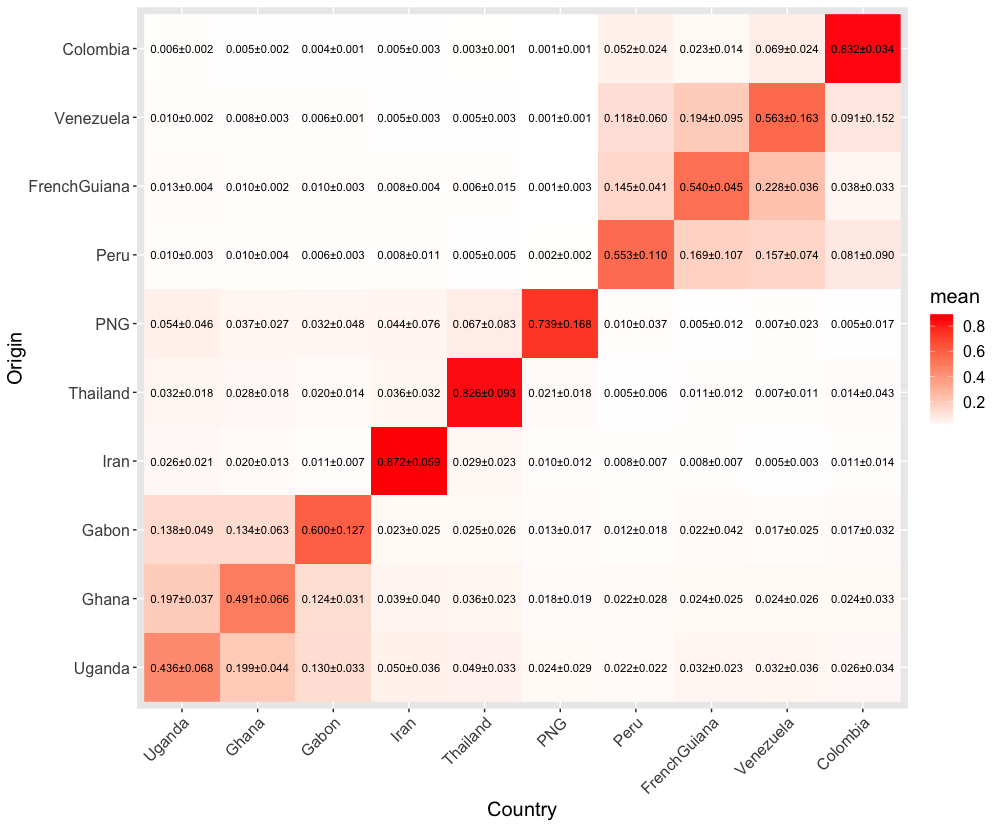 Colombia 0.006±0.002 0.005±0.002 0.004±0.001 0.005±0.003 0.003±0.001 0.001±0.001 0.052±0.024 0.023±0.014 0.069±0.024 0.832±0.034
Venezuela 0.010±0.002 0.008±0.003 0.006±0.001 0.005±0.003 0.005±0.003 0.001±0.001 0.118±0.060 0.194±0.095 0.563±0.163 0.091±0.152
FrenchGuiana 0.013±0.004 0.010±0.002 0.010±0.003 0.008±0.004 0.006±0.015 0.001±0.003 0.145±0.041 0.540±0.045 0.228±0.036 0.038±0.033
Peru 0.010±0.003 0.010±0.004 0.006±0.003 0.008±0.011 0.005±0.005 0.002±0.002 0.553±0.110 0.169±0.107 0.157±0.074 0.081±0.090
PNG 0.054±0.046 0.037±0.027 0.032±0.048 0.044±0.076 0.067±0.083 0.739±0.168 0.010±0.037 0.005±0.012 0.007±0.023 0.005±0.017
Thailand 0.032±0.018 0.028±0.018 0.020±0.014 0.036±0.032 0.826±0.093 0.021±0.018 0.005±0.006 0.011±0.012 0.007±0.011 0.014±0.043
Iran 0.026±0.021 0.020±0.013 0.011±0.007 0.872±0.059 0.029±0.023 0.010±0.012 0.008±0.007 0.008±0.007 0.005±0.003 0.011±0.014
Gabon 0.138±0.049 0.134±0.063 0.600±0.127 0.023±0.025 0.025±0.026 0.013±0.017 0.012±0.018 0.022±0.042 0.017±0.025 0.017±0.032
Ghana 0.197±0.037 0.491±0.066 0.124±0.031 0.039±0.040 0.036±0.023 0.018±0.019 0.022±0.028 0.024±0.025 0.024±0.026 0.024±0.033
Uganda 0.436±0.068 0.199±0.044 0.130±0.033 0.050±0.036 0.049±0.033 0.024±0.029 0.022±0.022 0.032±0.023 0.032±0.036 0.026±0.034
Origin
Uganda Ghana Gabon Iran Thailand PNG Peru FrenchGuiana Venezuela Colombia
Country
mean
0.8
0.6
0.4
0.2